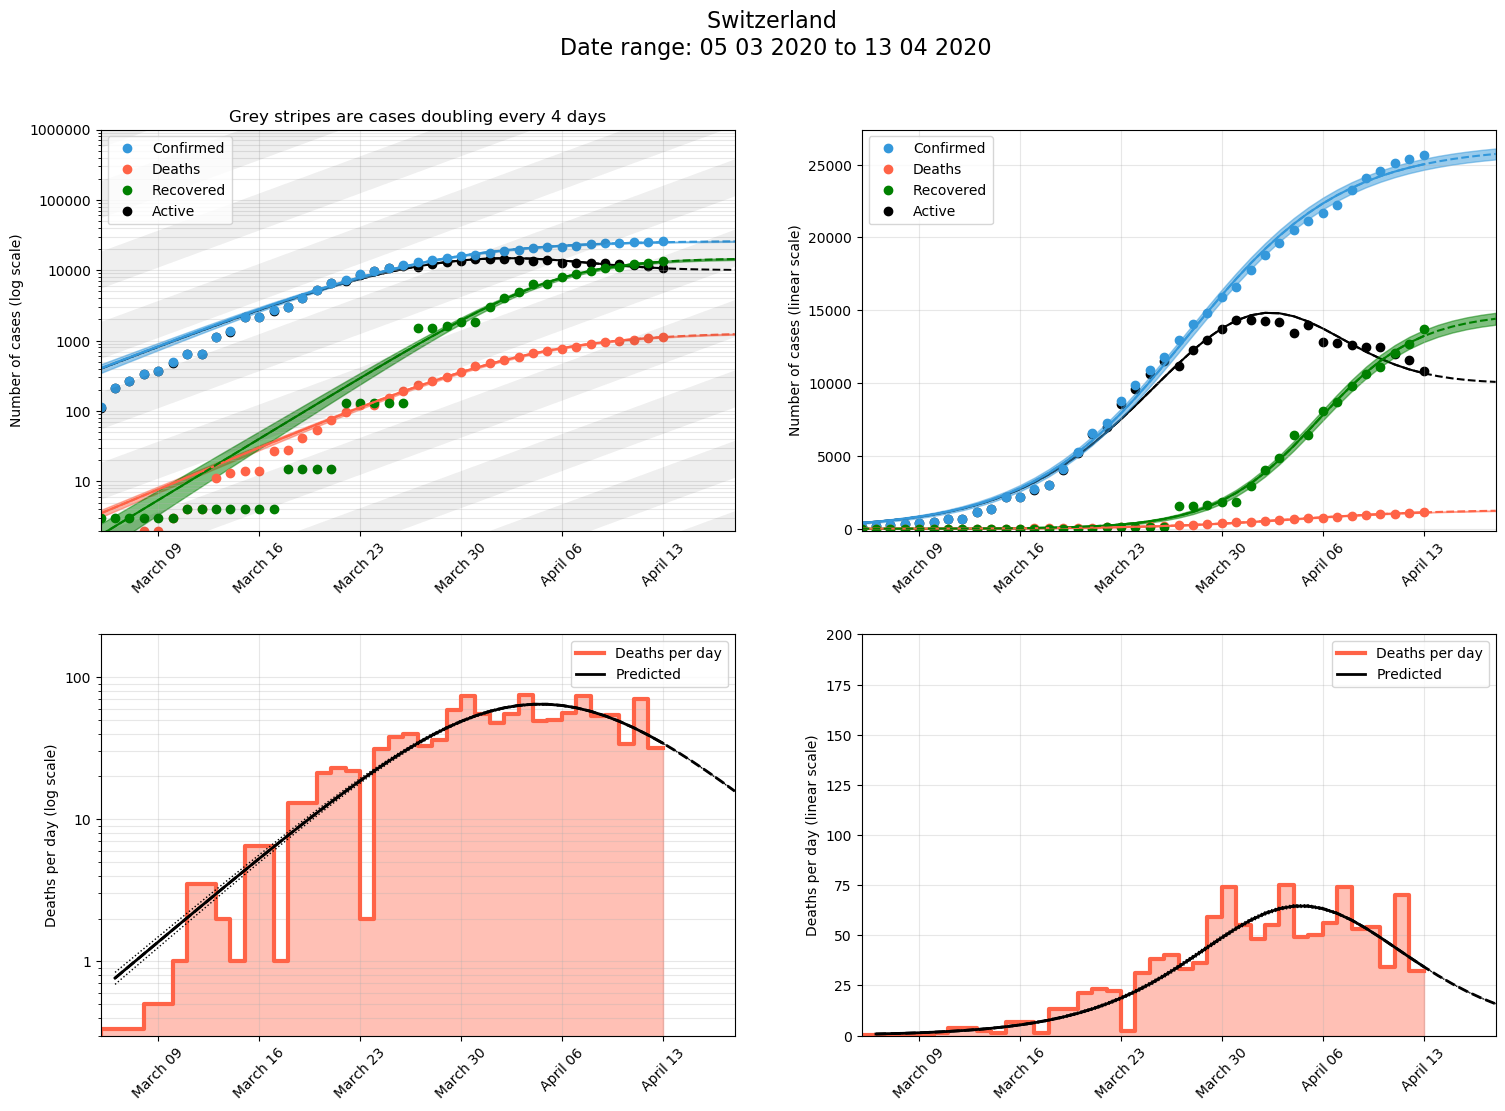 Switzerland
Date range: 05 03 2020 to 13 04 2020
Grey stripes are cases doubling every 4 days
Number of cases (log scale)
1000000
100000
10000
1000
100
10
Confirmed
Deaths
Recovered
Active
March 09
March 16
March 23
March 30
April 06
April 13
Number of cases (linear scale)
25000
20000
15000
10000
5000
0
Confirmed
Deaths
Recovered
Active
March 09
March 16
March 23
March 30
April 06
April 13
Deaths per day (log scale)
100
10
1
Deaths per day
Predicted
March 09
March 16
March 23
March 30
April 06
April 13
Deaths per day (linear scale)
200
175
150
125
100
75
50
25
0
Deaths per day
Predicted
March 09
March 16
March 23
March 30
April 06
April 13